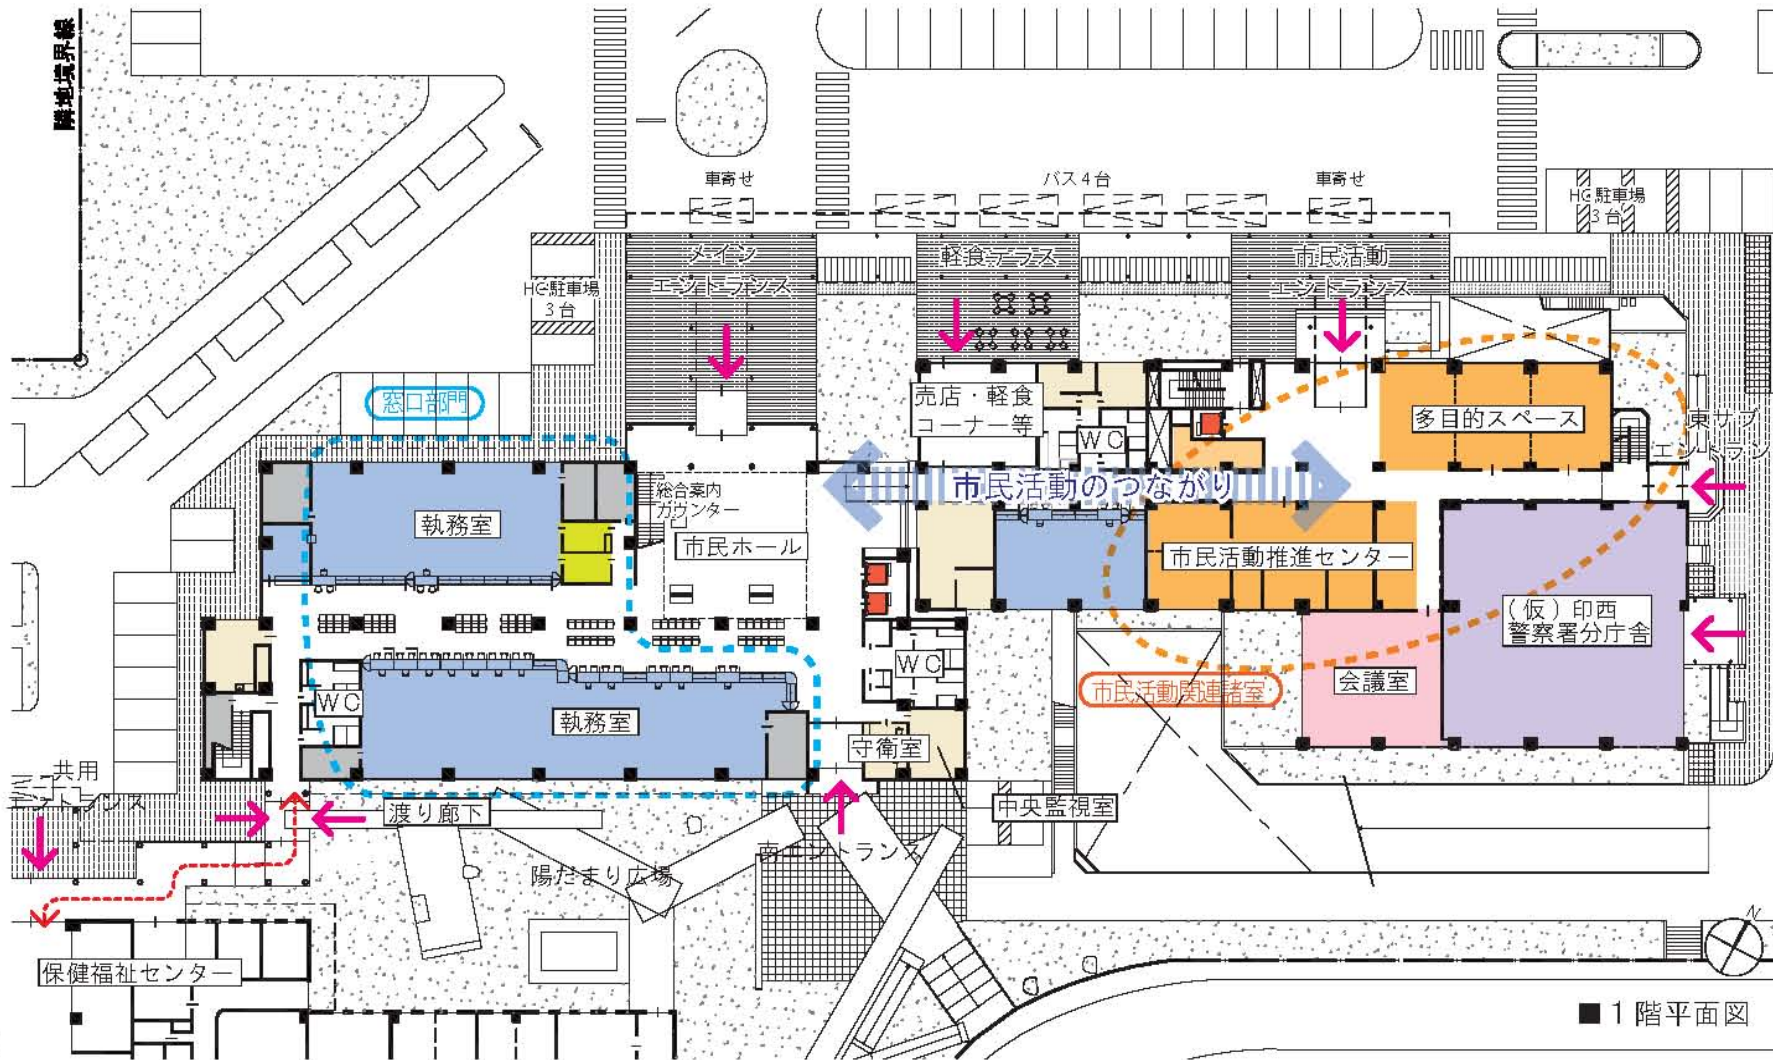 隣地境界線
車寄せ
バス4台
車寄せ
HC駐車場
3台
メイン
エントランス
軽食テラス
市民活動
エントランス
HC駐車場
3台
窓口部門
売店・軽食
コーナー等
WC
多目的スペース
東サブ
エントラン
市民活動のつながり
総合案内
カウンター
執務室
市民ホール
市民活動推進センター
(仮)印西
警察署分庁舎
WC
会議室
市民活動関連諸室
WC
執務室
守衛室
共用
エントランス
渡り廊下
中央監視室
南エントランス
陽だまり広場
保健福祉センター
N
■1階平面図